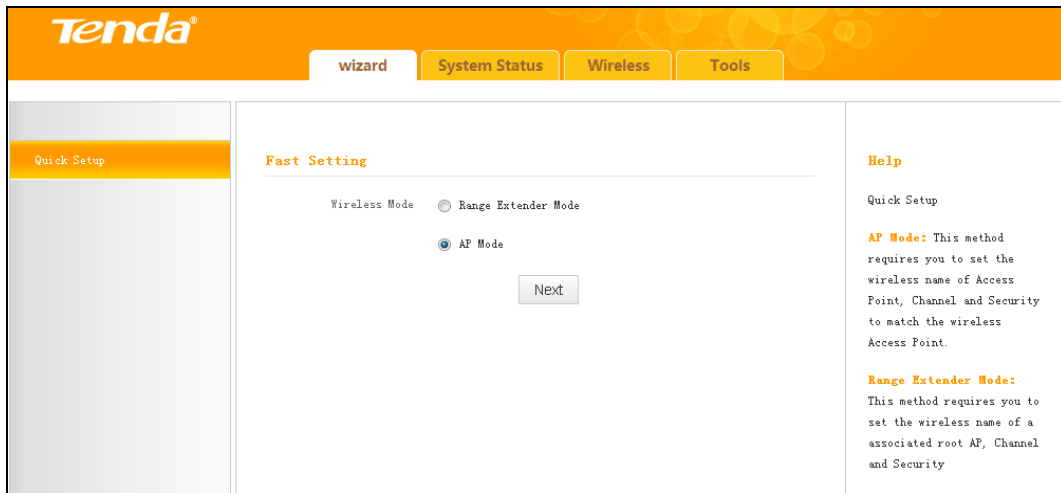 Tenda®
wizard
System Status
Wireless
Tools
Quick Setup
Fast Setting
Wireless Mode
Range Extender Mode
AP Mode
Next
Help
Quick Setup
AP Mode: This method
requires you to set the
wireless name of Access
Point, Channel and Security
to match the wireless
Access Point.
Range Extender Mode:
This method requires you to
set the wireless name of a
associated root AP, Channel
and Security